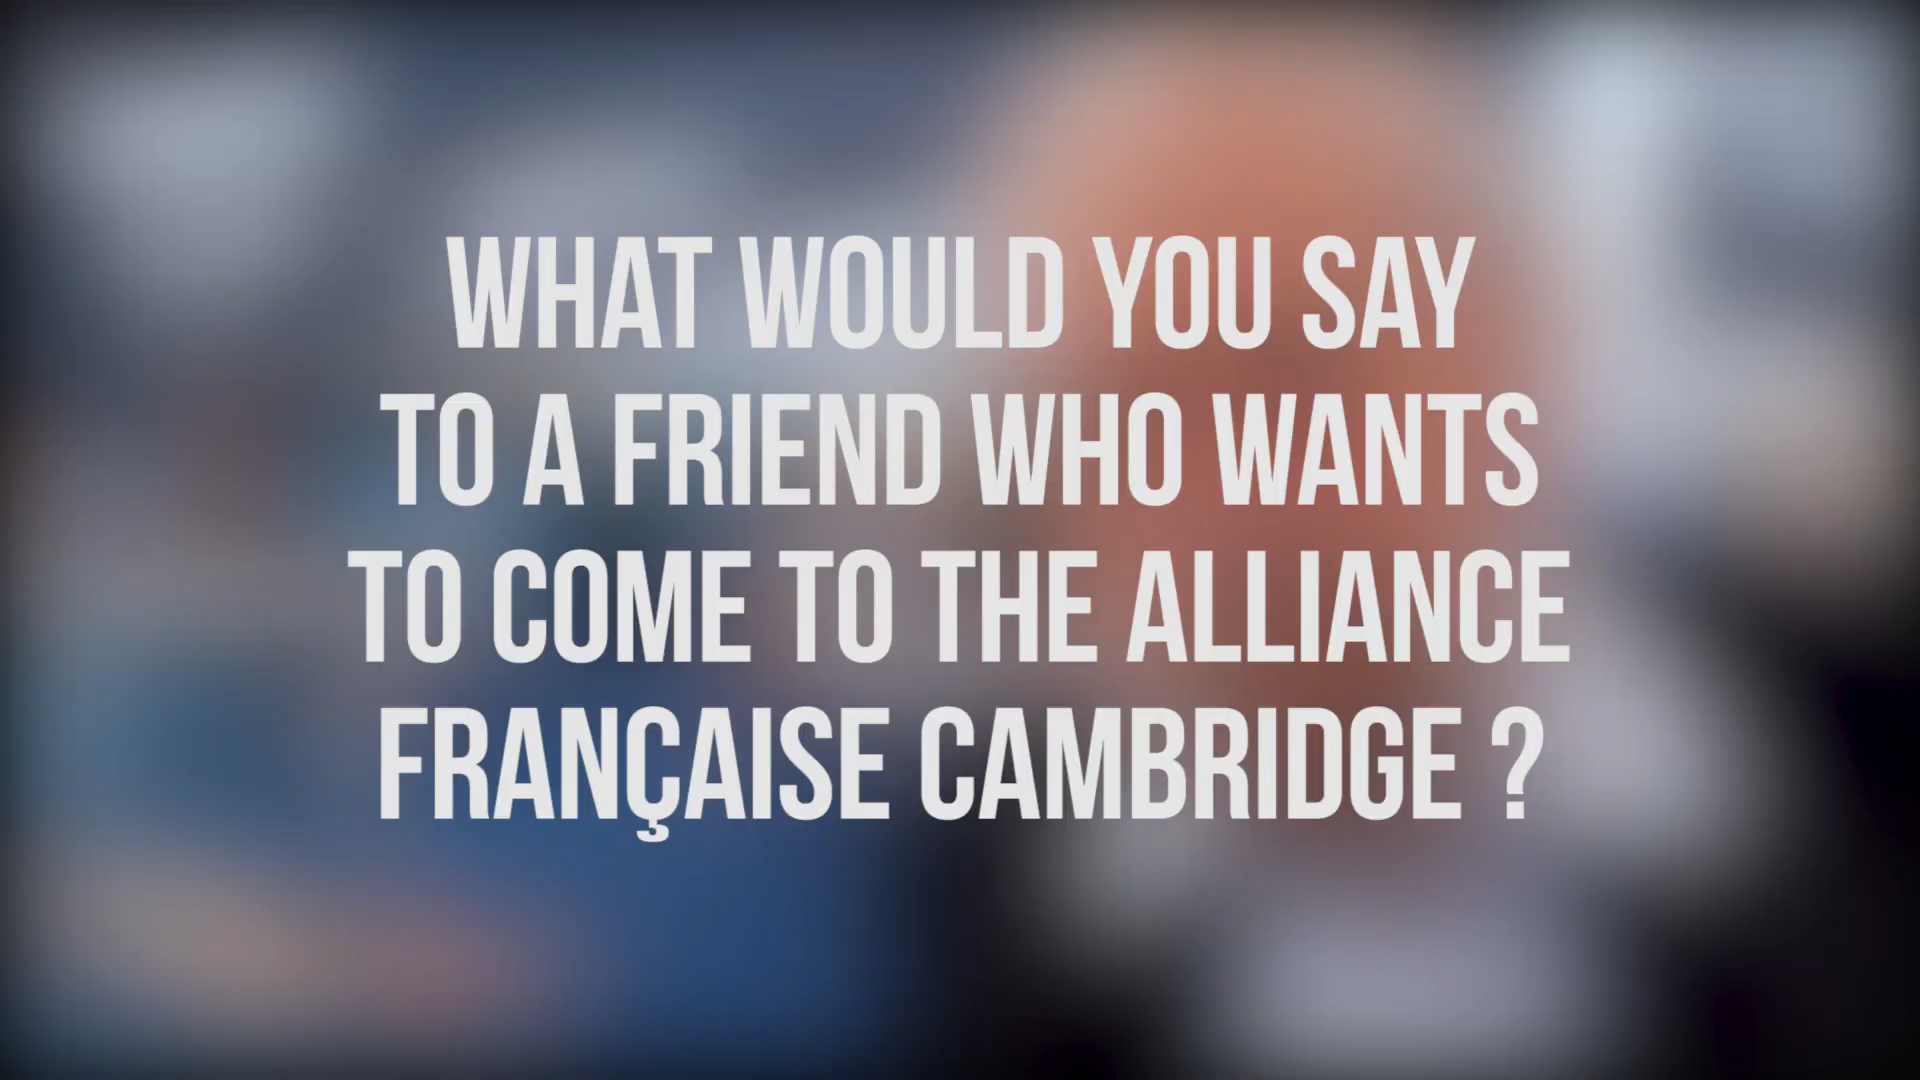 WHAT WOULD YOU SAY
TO A FRIEND WHO WANTS
TO COME TO THE ALLIANCE
FRANÇAISE CAMBRIDGE ?